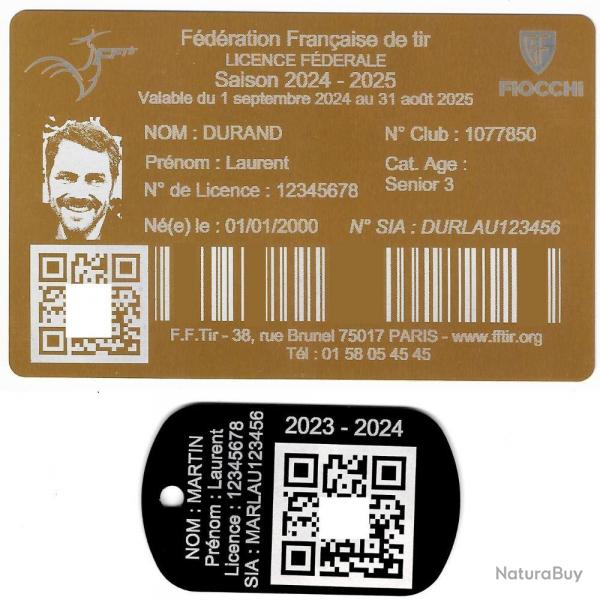 Fédération Française de tir
LICENCE FÉDERALE
Saison 2024 - 2025
Valable du 1 septembre 2024 au 31 août 2025
FIOCCHI
NOM : DURAND
N° Club : 1077850
Prénom : Laurent
Cat. Age :
Senior 3
N° de Licence : 12345678
Né(e) le : 01/01/2000
N° SIA : DURLAU123456
F.F.Tir - 38, rue Brunel 75017 PARIS - www.fftir.org
Tél : 01 58 05 45 45
2023 - 2024
NOM : MARTIN
Prénom : Laurent
Licence : 12345678
SIA : MARLAU123456
NaturaBuy